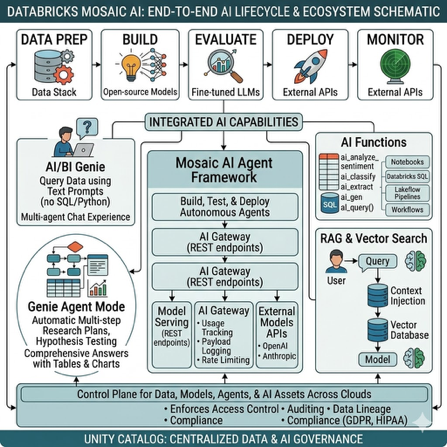 DATABRICKS MOSAIC AI: END-TO-END AI LIFECYCLE & ECOSYSTEM SCHEMATIC
DATA PREP
Data Stack
BUILD
Open-source Models
EVALUATE
Fine-tuned LLMs
DEPLOY
External APIs
MONITOR
External APIs
INTEGRATED AI CAPABILITIES
?
AI/BI Genie
Query Data using
Text Prompts
(no SQL/Python)
Multi-agent Chat Experience
Genie Agent Mode
Automatic Multi-step
Research Plans,
Hypothesis Testing
Comprehensive Answers
with Tables & Charts
Mosaic AI Agent
Framework
Build, Test, & Deploy
Autonomous Agents
AI Gateway
(REST endpoints)
AI Gateway
(REST endpoints)
Model
Serving
(REST
endpoints)
AI Gateway
• Usage
Tracking
• Payload
Logging
• Rate Limiting
External
Models
APIs
• OpenAI
• Anthropic
AI Functions
SQL
ai_analyze_
sentiment
ai_classify
ai_extract
ai_gen
ai_query()
Notebooks
Databricks SQL
Lakeflow
Pipelines
Workflows
RAG & Vector Search
User
Query
Context
Injection
Vector
Database
Model
Control Plane for Data, Models, Agents, & AI Assets Across Clouds
• Enforces Access Control • Auditing • Data Lineage
• Compliance • Compliance (GDPR, HIPAA)
UNITY CATALOG: CENTRALIZED DATA & AI GOVERNANCE